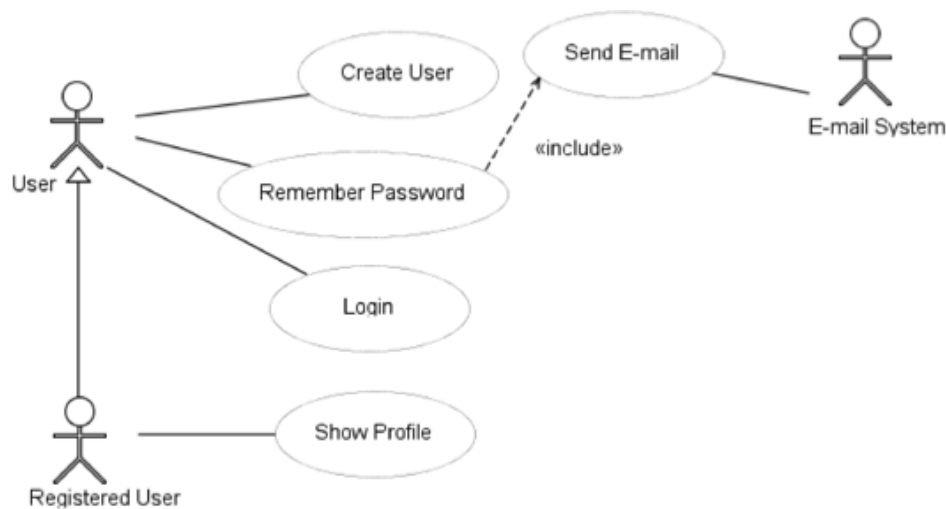 Create User
Send E-mail
E-mail System
«include»
User
Remember Password
Login
Show Profile
Registered User